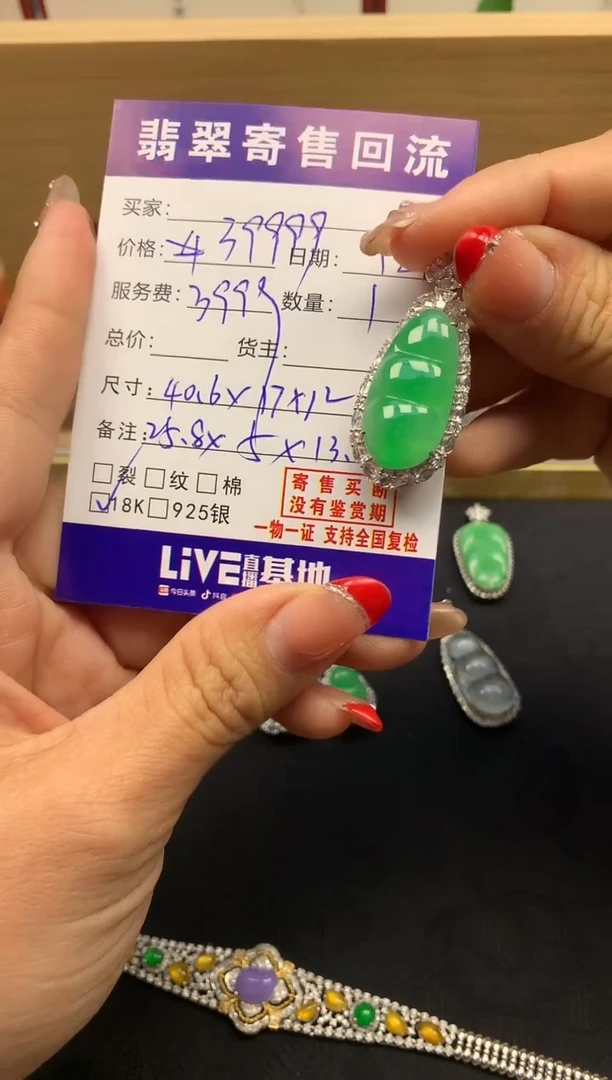 翡翠寄售回流
买家：
价格：¥ 39999 日期：
服务费：3999 数量：1
总价： 货主：
尺寸：40.6x17x12
备注：25.8x 5x13.
□裂□纹□棉
☑18K□925银
寄售买断
没有鉴赏期
一物一证 支持全国复检
LiVE直播基地
今日头条 抖音